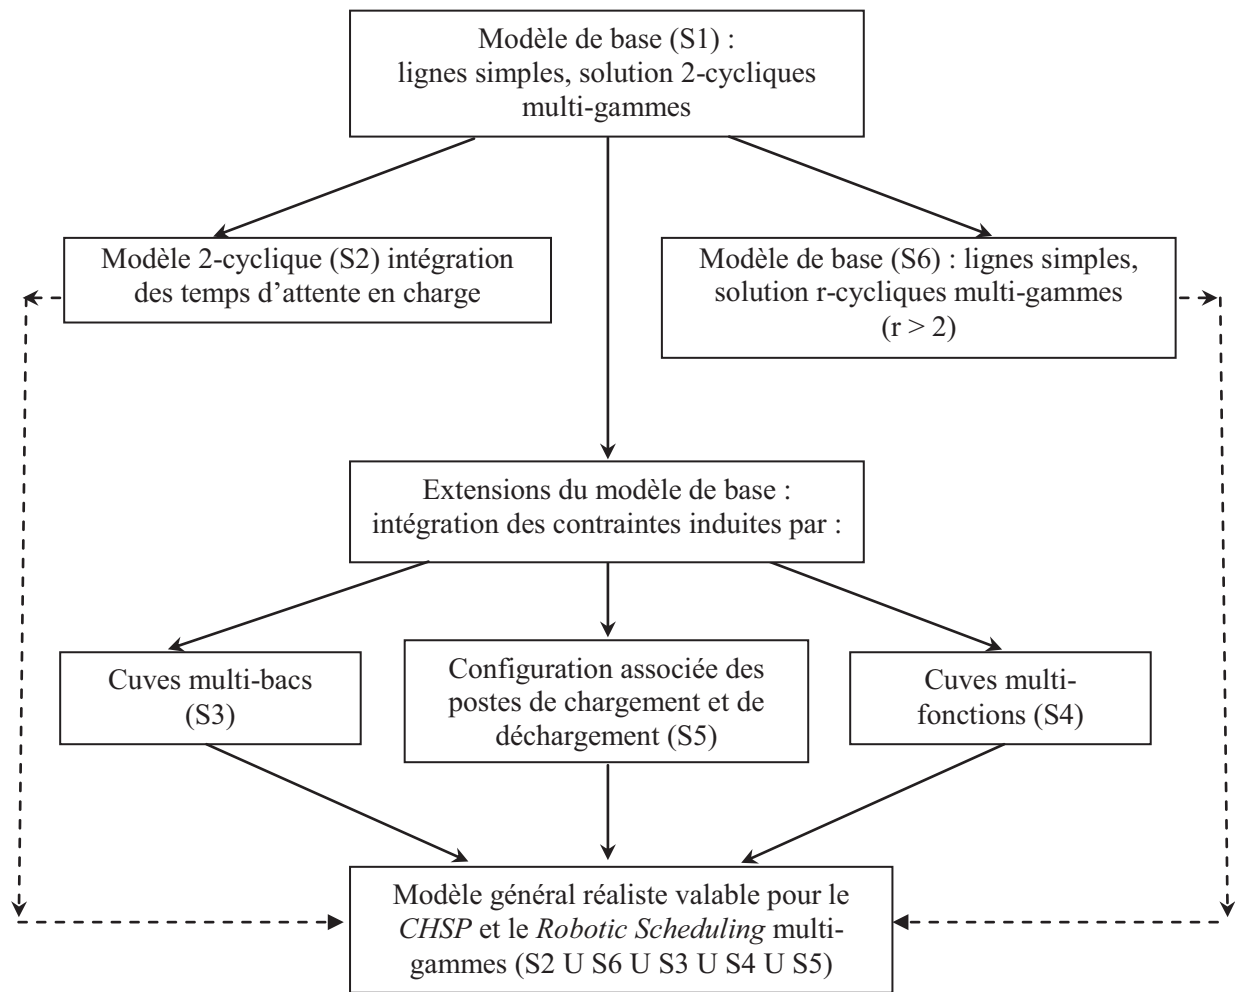 Modèle de base (S1) :
lignes simples, solution 2-cycliques
multi-gammes
Modèle 2-cyclique (S2) intégration
des temps d'attente en charge
Modèle de base (S6) : lignes simples,
solution r-cycliques multi-gammes
(r > 2)
Extensions du modèle de base :
intégration des contraintes induites par :
Cuves multi-bacs
(S3)
Configuration associée des
postes de chargement et de
déchargement (S5)
Cuves multi-
fonctions (S4)
Modèle général réaliste valable pour le
CHSP et le Robotic Scheduling multi-
gammes (S2 U S6 U S3 U S4 U S5)